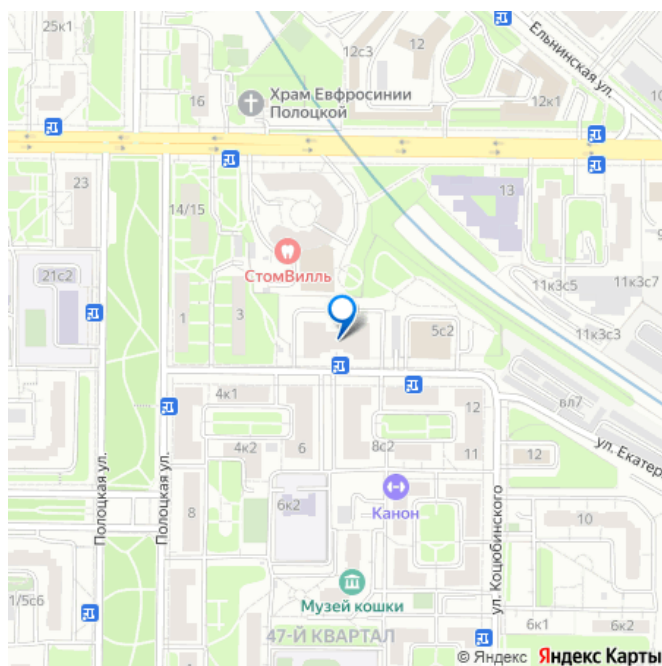 25к1
12с3
12
Ельнинская ул.
Храм Евфросинии
Полоцкой
16
12к1
23
13
14/15
9
СтомВилль
21с2
11к3с7
11к3с5
1
3
5с2
11к3с3
4к1
12
вл7
ул. Екатер
4к2
6
8с2
11
12
Полоцкая ул.
Полоцкая ул.
8
6к2
Канон
ул. Коцюбинского
10
1/5с6
Музей кошки
6к1
6к2
47-Й КВАРТАЛ
© Яндекс Яндекс Карты